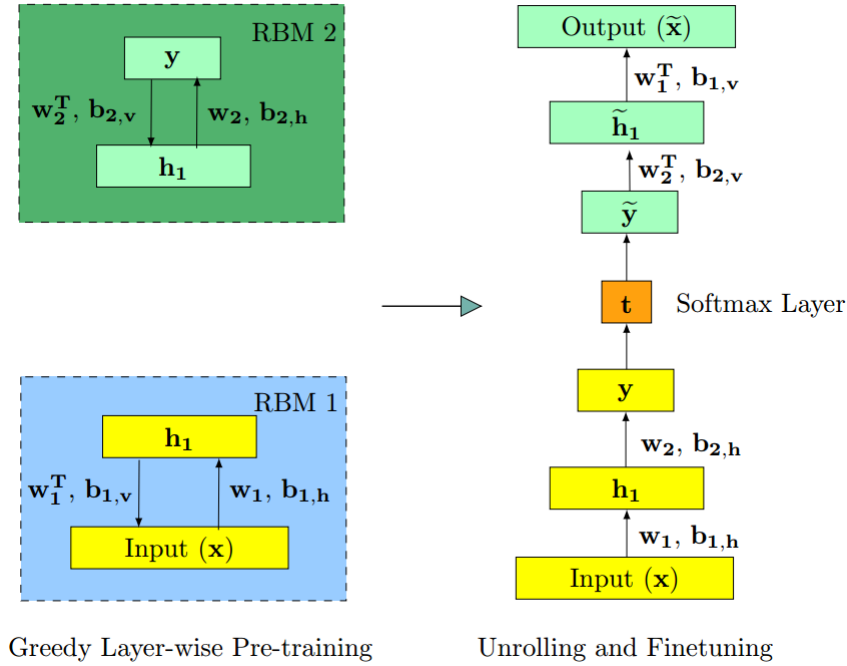 RBM 2
y
w₂ᵀ, b₂,ᵥ
w₂, b₂,ₕ
h₁
RBM 1
h₁
w₁ᵀ, b₁,ᵥ
w₁, b₁,ₕ
Input (x)
Greedy Layer-wise Pre-training
Output (x̃)
w₁ᵀ, b₁,ᵥ
h̃₁
w₂ᵀ, b₂,ᵥ
ỹ
t
Softmax Layer
y
w₂, b₂,ₕ
h₁
w₁, b₁,ₕ
Input (x)
Unrolling and Finetuning